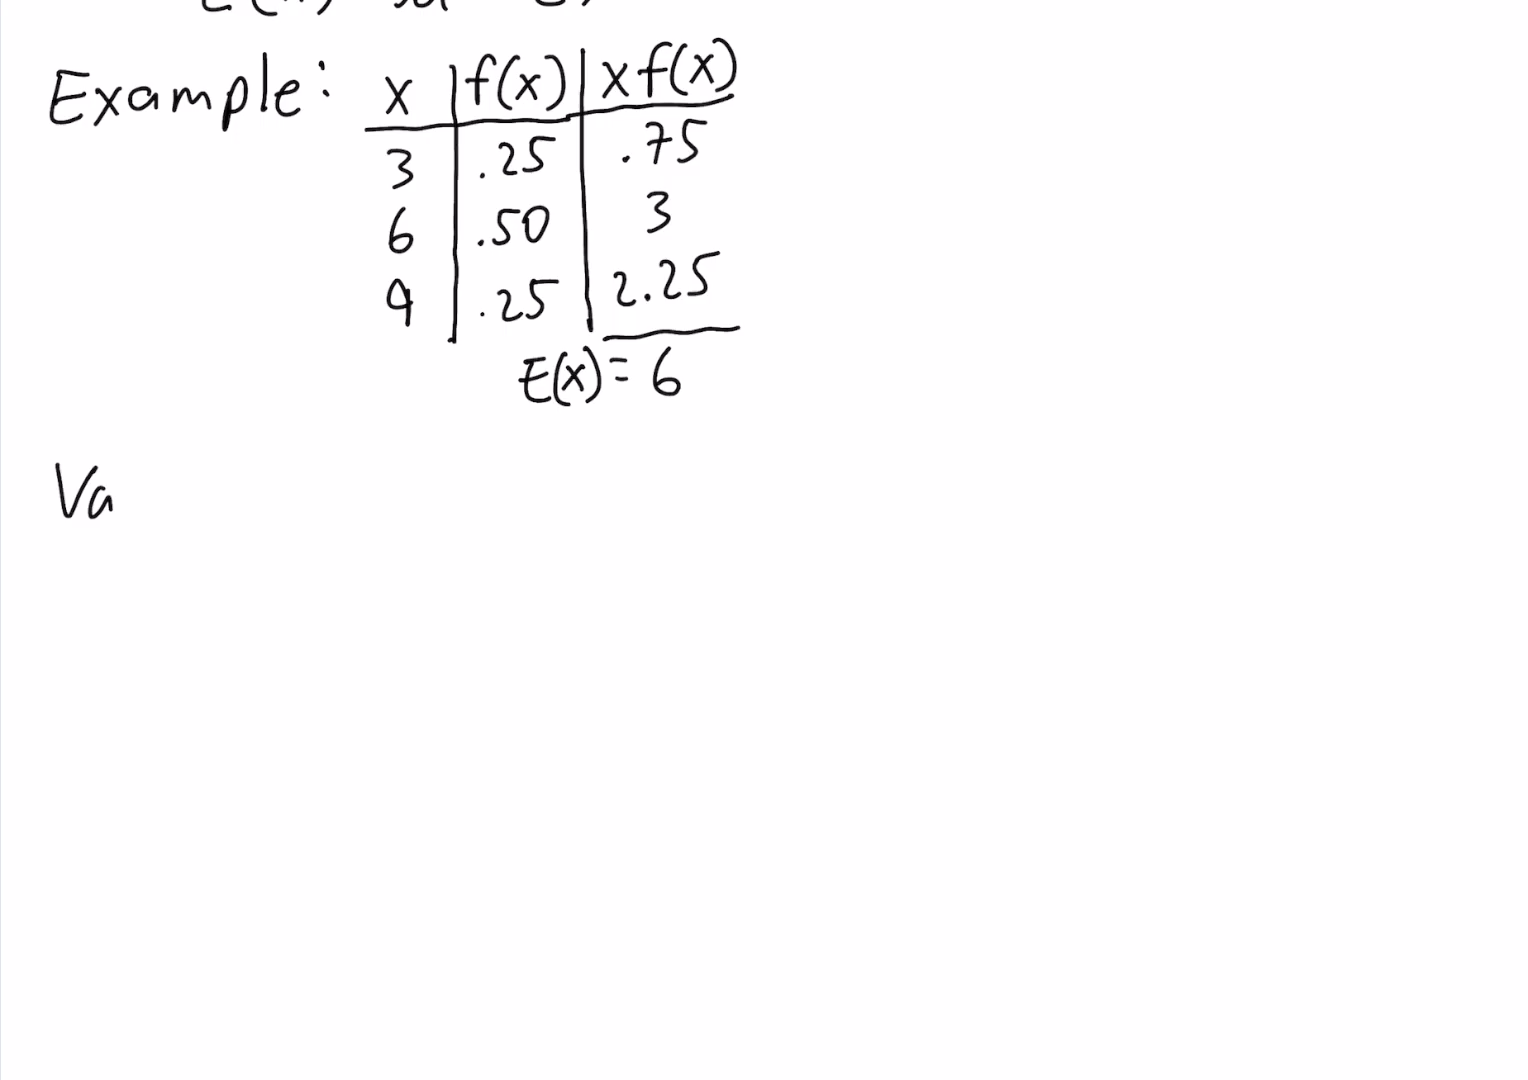 Example: x f(x) xf(x)
3 .25 .75
6 .50 3
9 .25 2.25
E(x) = 6
Va